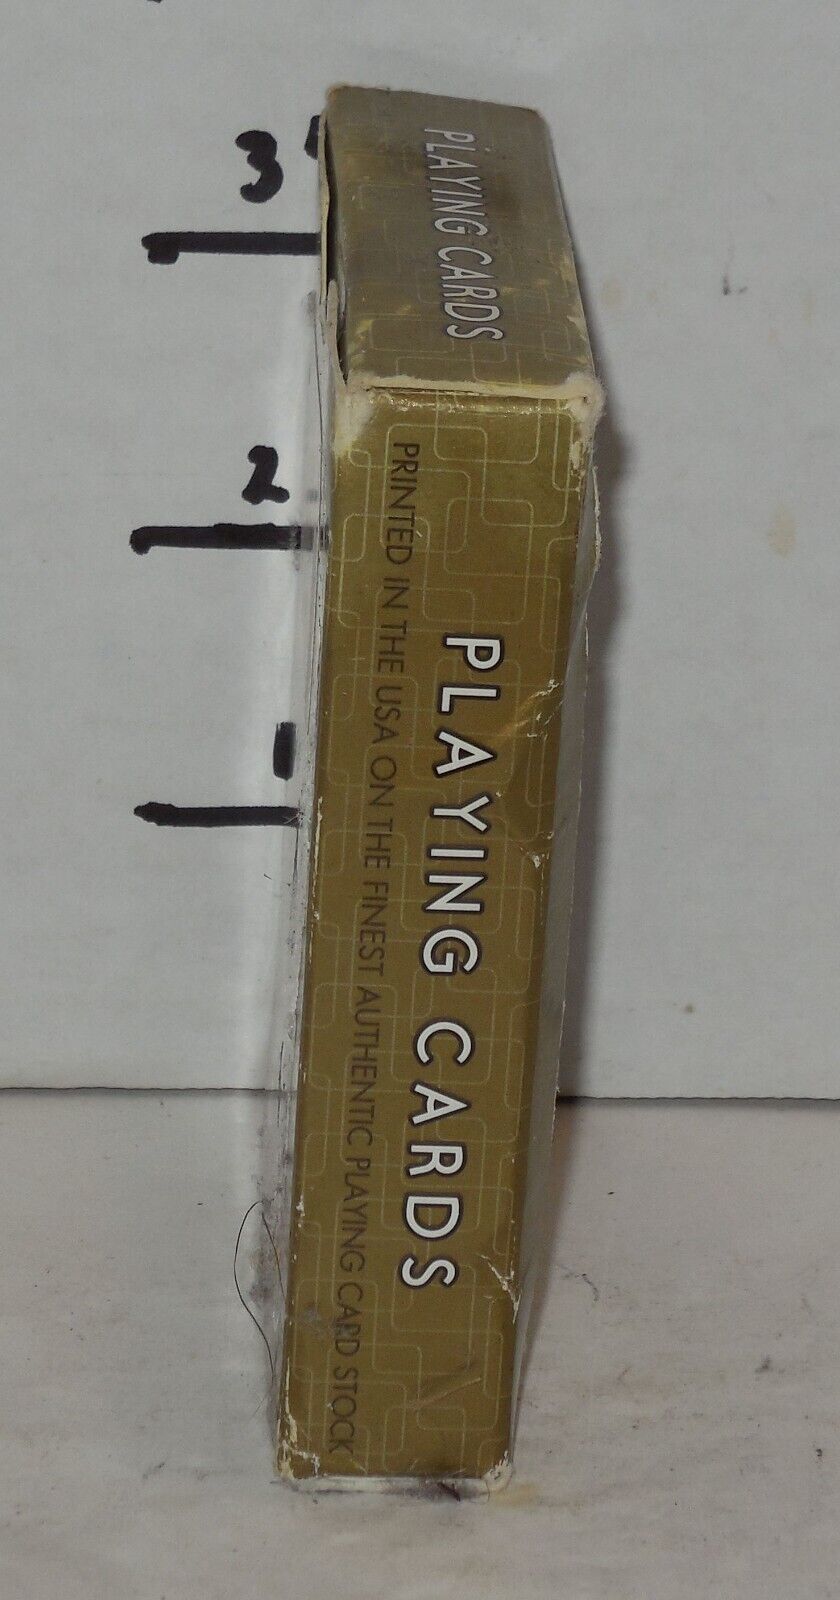 3
2
1
PLAYING CARDS
PLAYING CARDS
PRINTED IN THE USA ON THE FINEST AUTHENTIC PLAYING CARD STOCK